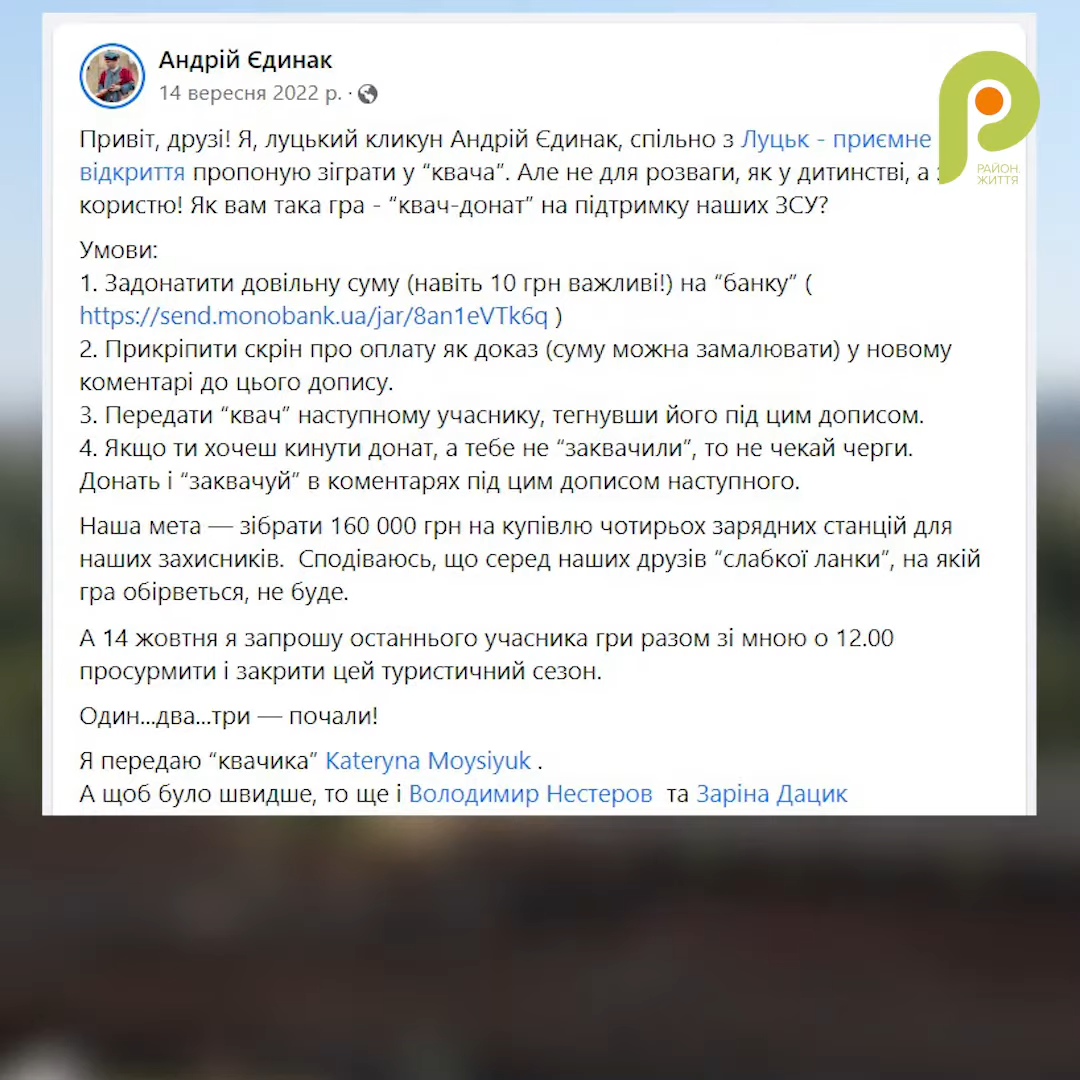 Андрій Єдинак
14 вересня 2022 р. ·
Привіт, друзі! Я, луцький кликун Андрій Єдинак, спільно з Луцьк - приємне
відкриття пропоную зіграти у “квача”. Але не для розваги, як у дитинстві, а з
користю! Як вам така гра - “квач-донат” на підтримку наших ЗСУ?
Умови:
1. Задонатити довільну суму (навіть 10 грн важливі!) на “банку” (
https://send.monobank.ua/jar/8an1eVTk6q )
2. Прикріпити скрін про оплату як доказ (суму можна замалювати) у новому
коментарі до цього допису.
3. Передати “квач” наступному учаснику, тегнувши його під цим дописом.
4. Якщо ти хочеш кинути донат, а тебе не “заквачили”, то не чекай черги.
Донать і “заквачуй” в коментарях під цим дописом наступного.
Наша мета — зібрати 160 000 грн на купівлю чотирьох зарядних станцій для
наших захисників. Сподіваюсь, що серед наших друзів “слабкої ланки”, на якій
гра обірветься, не буде.
А 14 жовтня я запрошу останнього учасника гри разом зі мною о 12.00
просурмити і закрити цей туристичний сезон.
Один...два...три — почали!
Я передаю “квачика” Kateryna Moysiyuk .
А щоб було швидше, то ще і Володимир Нестеров та Заріна Дацик
РАЙОН.
ЖИТТЯ